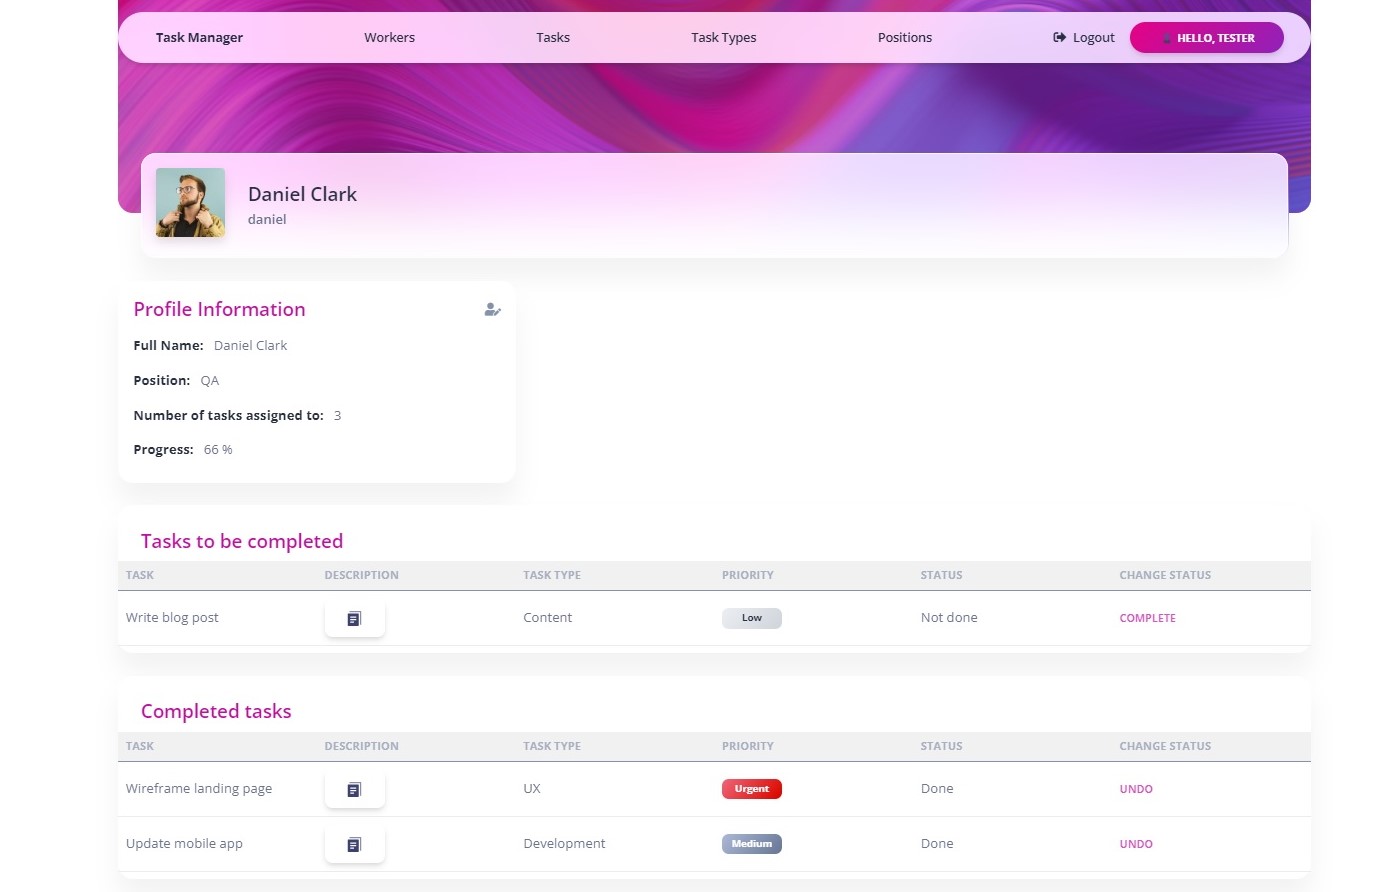 Task Manager Workers Tasks Task Types Positions Logout HELLO, TESTER
Daniel Clark
daniel
Profile Information
Full Name: Daniel Clark
Position: QA
Number of tasks assigned to: 3
Progress: 66 %
Tasks to be completed
TASK DESCRIPTION TASK TYPE PRIORITY STATUS CHANGE STATUS
Write blog post Content Low Not done COMPLETE
Completed tasks
TASK DESCRIPTION TASK TYPE PRIORITY STATUS CHANGE STATUS
Wireframe landing page UX Urgent Done UNDO
Update mobile app Development Medium Done UNDO